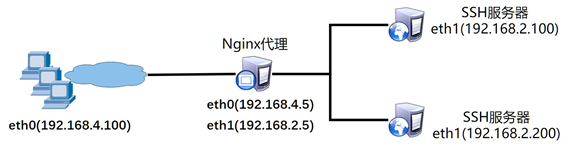 SSH服务器
eth1(192.168.2.100)
Nginx代理
eth0(192.168.4.5)
eth1(192.168.2.5)
eth0(192.168.4.100)
SSH服务器
eth1(192.168.2.200)